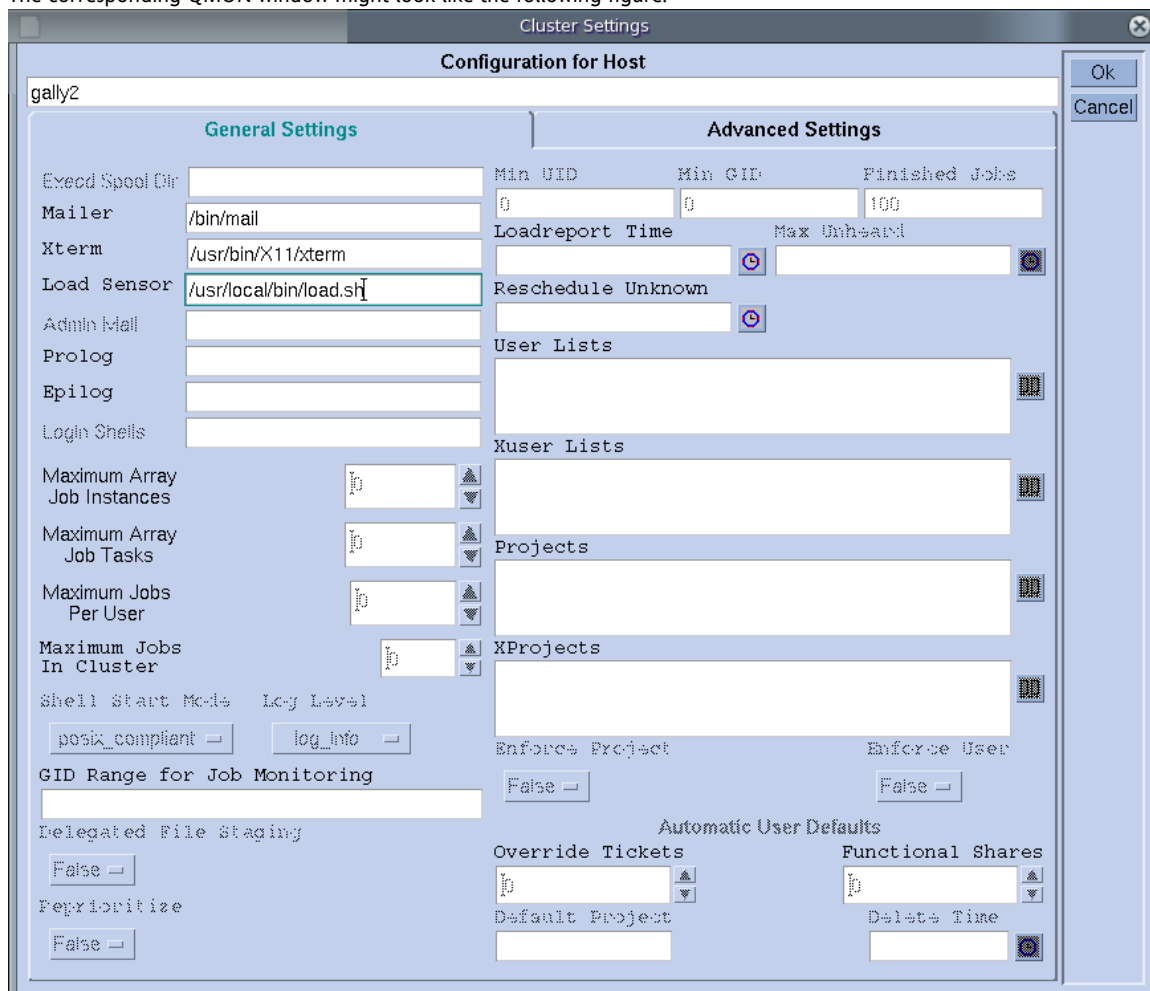 The corresponding QMON window might look like the following figure.
Cluster Settings
Configuration for Host
Ok
gally2
Cancel
General Settings
Advanced Settings
Execd Spool Dir
Mailer
/bin/mail
Xterm
/usr/bin/X11/xterm
Load Sensor
/usr/local/bin/load.sh
Admin Mail
Prolog
Epilog
Login Shells
Maximum Array
Job Instances
0
Maximum Array
Job Tasks
0
Maximum Jobs
Per User
0
Maximum Jobs
In Cluster
0
Shell Start Mode
Log Level
posix_compliant
log_info
GID Range for Job Monitoring
Delegated File Staging
False
Reprioritize
False
Min UID
Min GID
Finished Jobs
0
0
100
Loadreport Time
Max Unheard
Reschedule Unknown
User Lists
Xuser Lists
Projects
XProjects
Enforce Project
Enforce User
False
False
Automatic User Defaults
Override Tickets
Functional Shares
0
0
Default Project
Delete Time